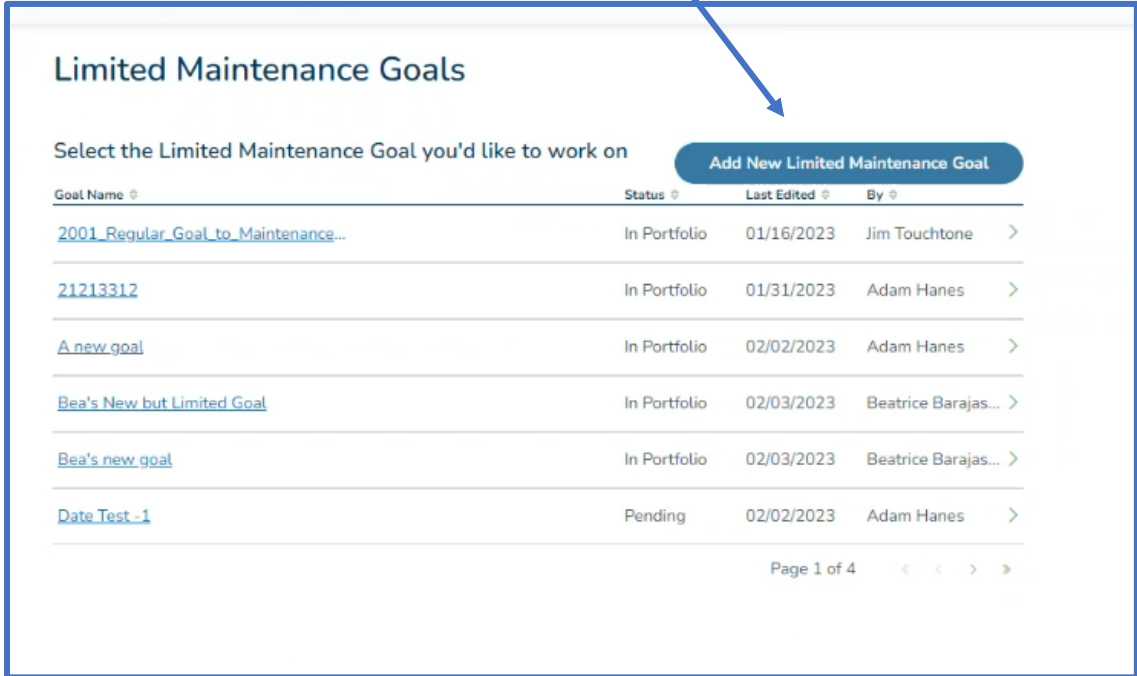 Limited Maintenance Goals
Select the Limited Maintenance Goal you'd like to work on
Add New Limited Maintenance Goal
Goal Name Status Last Edited By
2001_Regular_Goal_to_Maintenance... In Portfolio 01/16/2023 Jim Touchtone
21213312 In Portfolio 01/31/2023 Adam Hanes
A new goal In Portfolio 02/02/2023 Adam Hanes
Bea's New but Limited Goal In Portfolio 02/03/2023 Beatrice Barajas...
Bea's new goal In Portfolio 02/03/2023 Beatrice Barajas...
Date Test -1 Pending 02/02/2023 Adam Hanes
Page 1 of 4